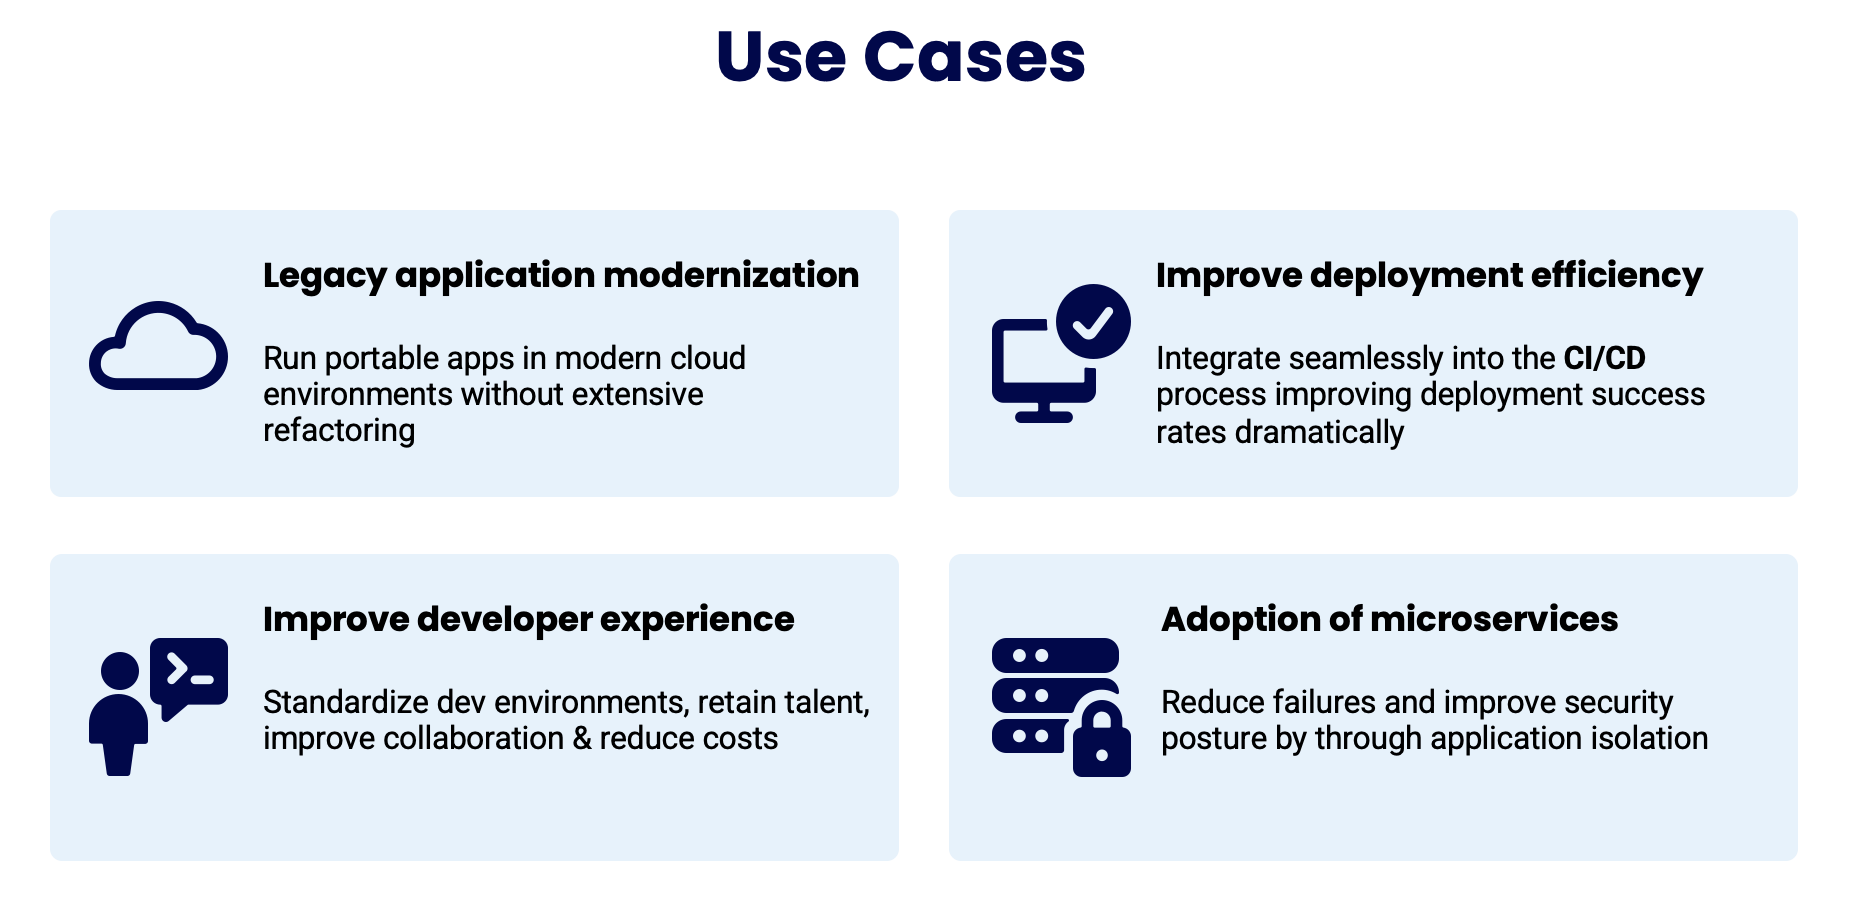 Use Cases
Legacy application modernization
Run portable apps in modern cloud
environments without extensive
refactoring
Improve deployment efficiency
Integrate seamlessly into the CI/CD
process improving deployment success
rates dramatically
Improve developer experience
Standardize dev environments, retain talent,
improve collaboration & reduce costs
Adoption of microservices
Reduce failures and improve security
posture by through application isolation